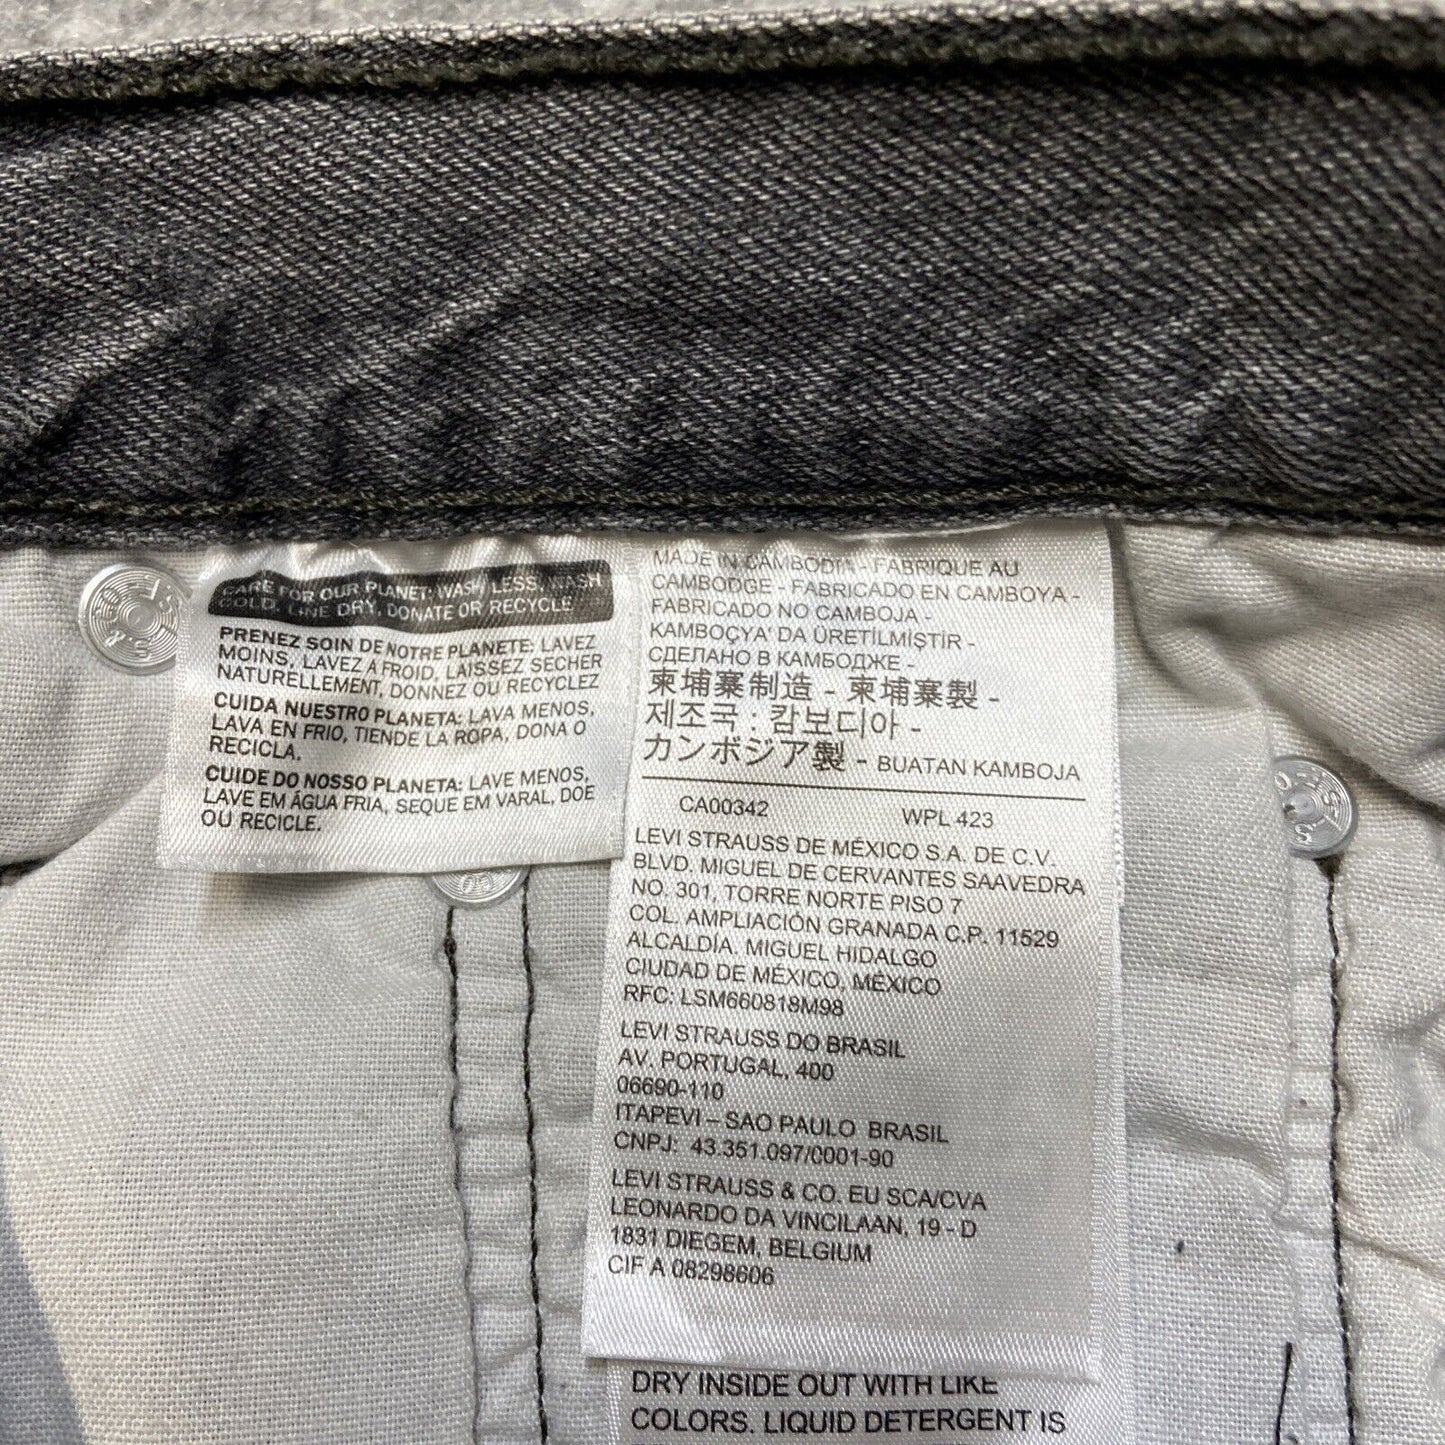 CARE FOR OUR PLANET: WASH LESS, WASH
COLD, LINE DRY, DONATE OR RECYCLE
PRENEZ SOIN DE NOTRE PLANETE: LAVEZ
MOINS, LAVEZ A FROID, LAISSEZ SECHER
NATURELLEMENT, DONNEZ OU RECYCLEZ
CUIDA NUESTRO PLANETA: LAVA MENOS,
LAVA EN FRIO, TIENDE LA ROPA, DONA O
RECICLA.
CUIDE DO NOSSO PLANETA: LAVE MENOS,
LAVE EM ÁGUA FRIA, SEQUE EM VARAL, DOE
OU RECICLE.
MADE IN CAMBODIA - FABRIQUE AU
CAMBODGE - FABRICADO EN CAMBOYA -
FABRICADO NO CAMBOJA -
KAMBOÇYA' DA ÜRETİLMİŞTİR -
СДЕЛАНО В КАМБОДЖЕ -
柬埔寨制造 - 柬埔寨製 -
제조국 : 캄보디아 -
カンボジア製 - BUATAN KAMBOJA
CA00342 WPL 423
LEVI STRAUSS DE MÉXICO S.A. DE C.V.
BLVD. MIGUEL DE CERVANTES SAAVEDRA
NO. 301, TORRE NORTE PISO 7
COL. AMPLIACIÓN GRANADA C.P. 11529
ALCALDÍA. MIGUEL HIDALGO
CIUDAD DE MÉXICO, MÉXICO
RFC: LSM660818M98
LEVI STRAUSS DO BRASIL
AV. PORTUGAL, 400
06690-110
ITAPEVI – SAO PAULO BRASIL
CNPJ: 43.351.097/0001-90
LEVI STRAUSS & CO. EU SCA/CVA
LEONARDO DA VINCILAAN, 19 - D
1831 DIEGEM, BELGIUM
CIF A 08298606
DRY INSIDE OUT WITH LIKE
COLORS. LIQUID DETERGENT IS